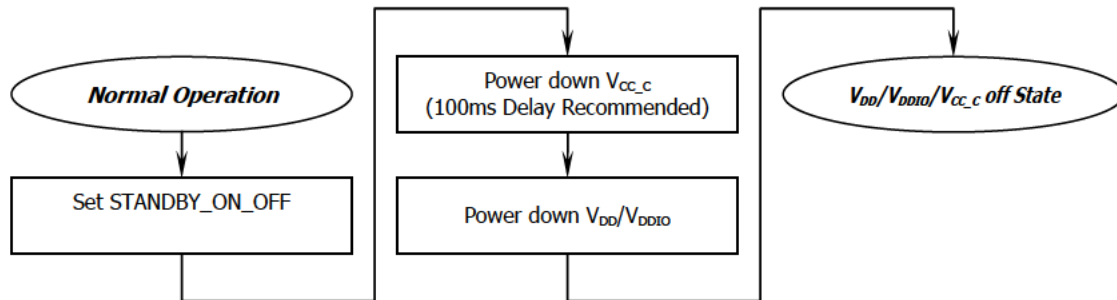 Normal Operation
Set STANDBY_ON_OFF
Power down VCC_C
(100ms Delay Recommended)
Power down VDD/VDDIO
VDD/VDDIO/VCC_C off State